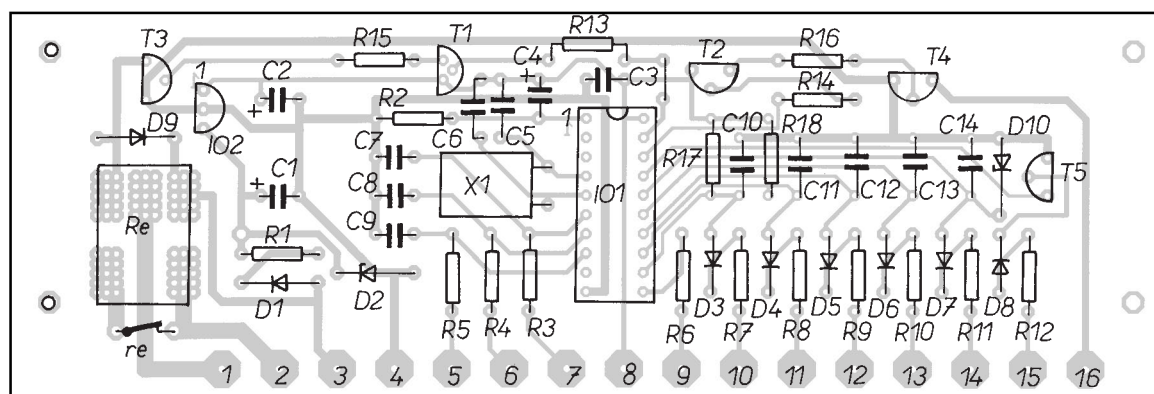 T3 R15 T1 C4 R13 T2 R16 T4
1 C2 + C3 R14
+ R2 1
D9 IO2 C6 C5 C10 R18 C14 D10
C7 R17 T5
C1 + C8 X1 IO1 C11 C12 C13
Re C9
R1
D1 D2 R5 R4 R3 R6 D3 R7 D4 R8 D5 R9 D6 R10 D7 R11 D8 R12
re
1 2 3 4 5 6 7 8 9 10 11 12 13 14 15 16